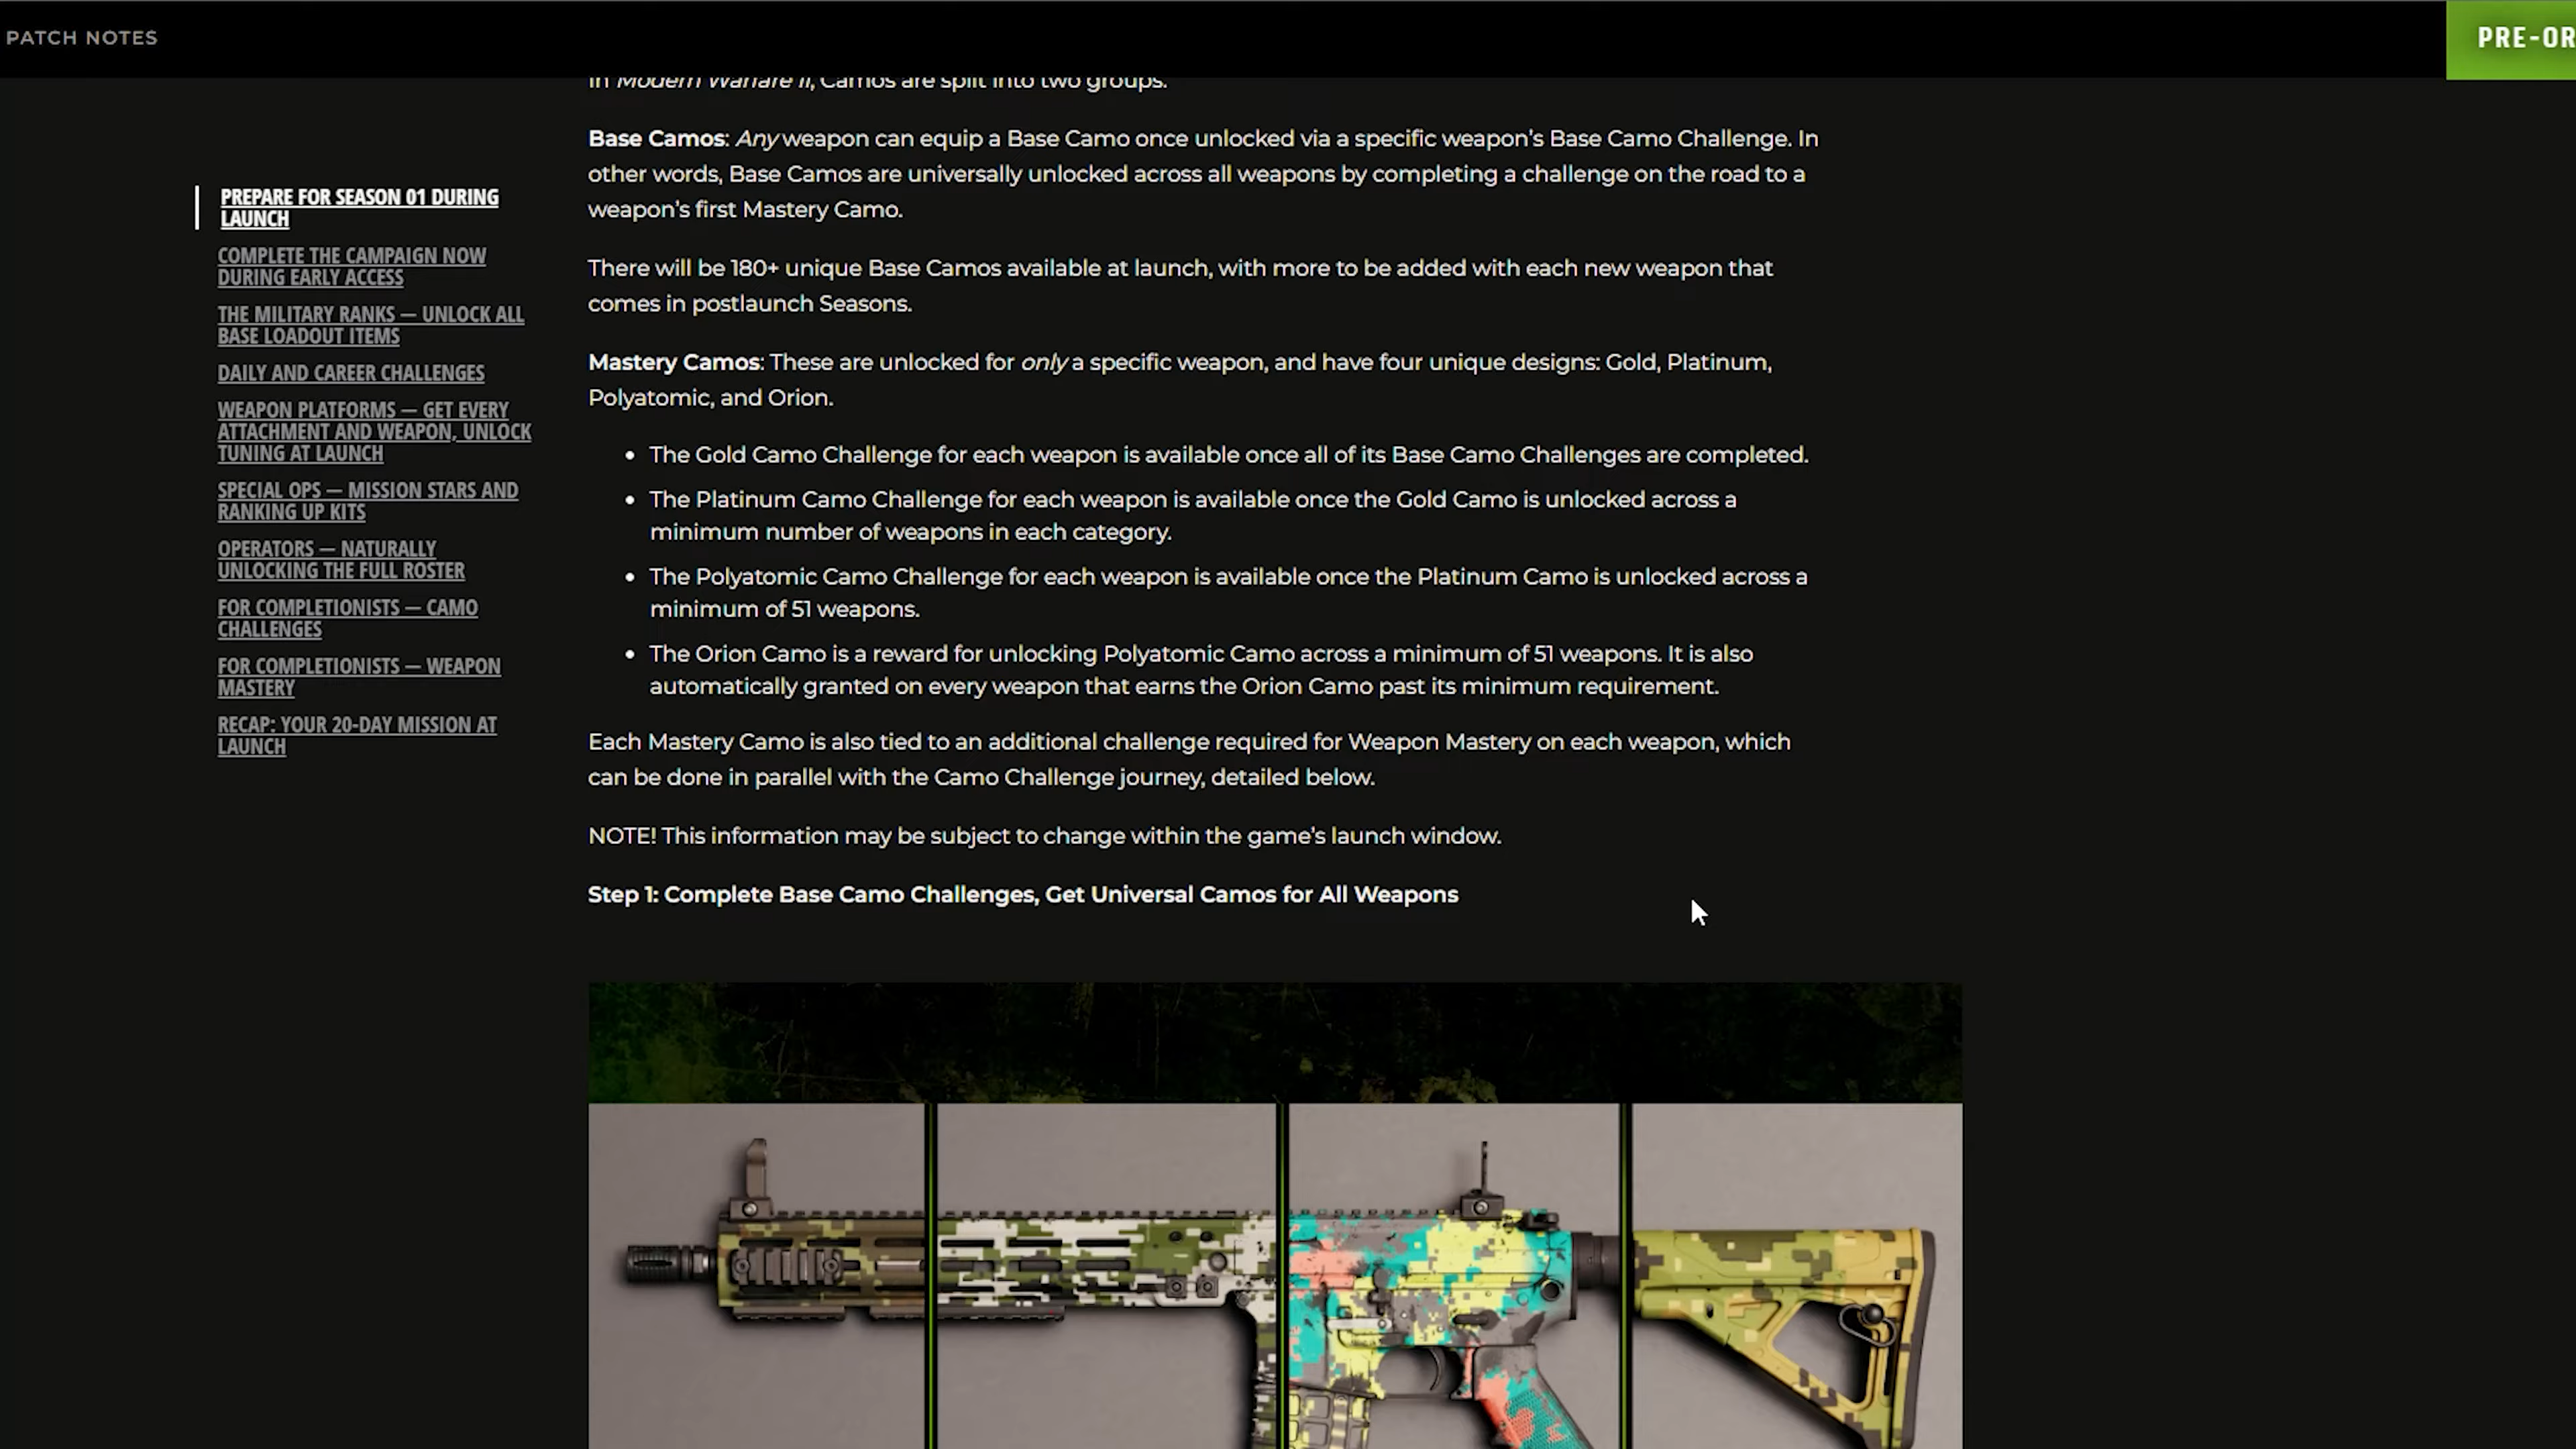 PATCH NOTES
PRE-OR
In Modern Warfare II, Camos are split into two groups.
PREPARE FOR SEASON 01 DURING
LAUNCH
COMPLETE THE CAMPAIGN NOW
DURING EARLY ACCESS
THE MILITARY RANKS — UNLOCK ALL
BASE LOADOUT ITEMS
DAILY AND CAREER CHALLENGES
WEAPON PLATFORMS — GET EVERY
ATTACHMENT AND WEAPON, UNLOCK
TUNING AT LAUNCH
SPECIAL OPS — MISSION STARS AND
RANKING UP KITS
OPERATORS — NATURALLY
UNLOCKING THE FULL ROSTER
FOR COMPLETIONISTS — CAMO
CHALLENGES
FOR COMPLETIONISTS — WEAPON
MASTERY
RECAP: YOUR 20-DAY MISSION AT
LAUNCH
Base Camos: Any weapon can equip a Base Camo once unlocked via a specific weapon's Base Camo Challenge. In
other words, Base Camos are universally unlocked across all weapons by completing a challenge on the road to a
weapon's first Mastery Camo.
There will be 180+ unique Base Camos available at launch, with more to be added with each new weapon that
comes in postlaunch Seasons.
Mastery Camos: These are unlocked for only a specific weapon, and have four unique designs: Gold, Platinum,
Polyatomic, and Orion.
• The Gold Camo Challenge for each weapon is available once all of its Base Camo Challenges are completed.
• The Platinum Camo Challenge for each weapon is available once the Gold Camo is unlocked across a
minimum number of weapons in each category.
• The Polyatomic Camo Challenge for each weapon is available once the Platinum Camo is unlocked across a
minimum of 51 weapons.
• The Orion Camo is a reward for unlocking Polyatomic Camo across a minimum of 51 weapons. It is also
automatically granted on every weapon that earns the Orion Camo past its minimum requirement.
Each Mastery Camo is also tied to an additional challenge required for Weapon Mastery on each weapon, which
can be done in parallel with the Camo Challenge journey, detailed below.
NOTE! This information may be subject to change within the game's launch window.
Step 1: Complete Base Camo Challenges, Get Universal Camos for All Weapons